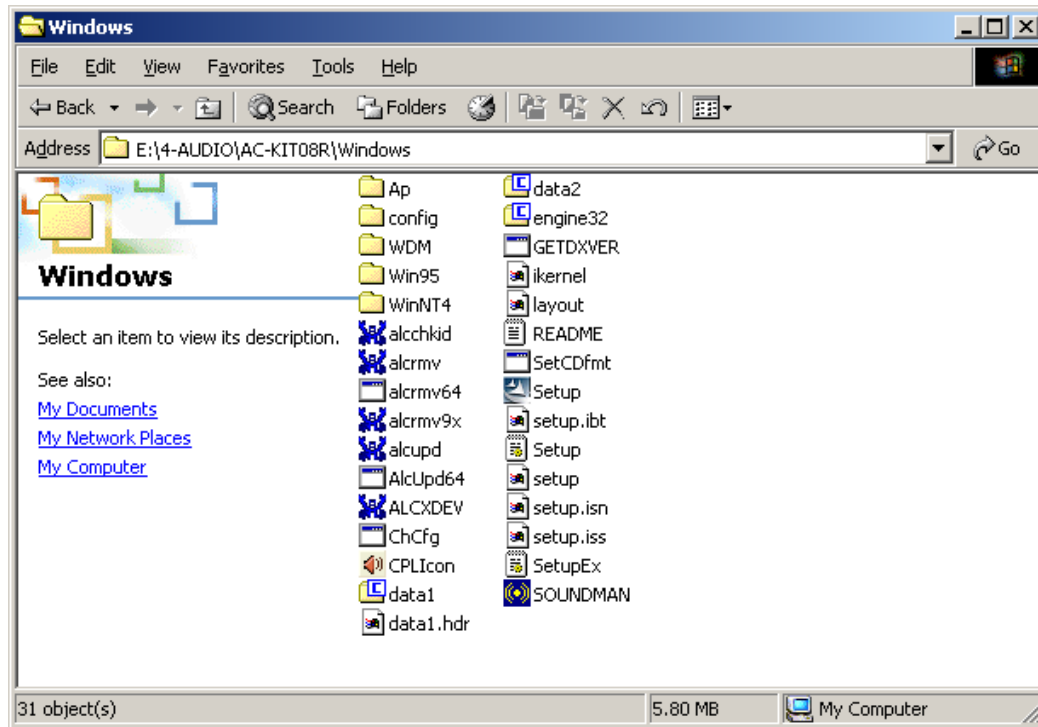 Windows
File Edit View Favorites Tools Help
Back Search Folders
Address E:\4-AUDIO\AC-KIT08R\Windows Go
Windows
Select an item to view its description.
See also:
My Documents
My Network Places
My Computer
Ap
config
WDM
Win95
WinNT4
alcchkid
alcrmv
alcrmv64
alcrmv9x
alcupd
AlcUpd64
ALCXDEV
ChCfg
CPLIcon
data1
data1.hdr
data2
engine32
GETDXVER
ikernel
layout
README
SetCDfmt
Setup
setup.ibt
Setup
setup
setup.isn
setup.iss
SetupEx
SOUNDMAN
31 object(s) 5.80 MB My Computer